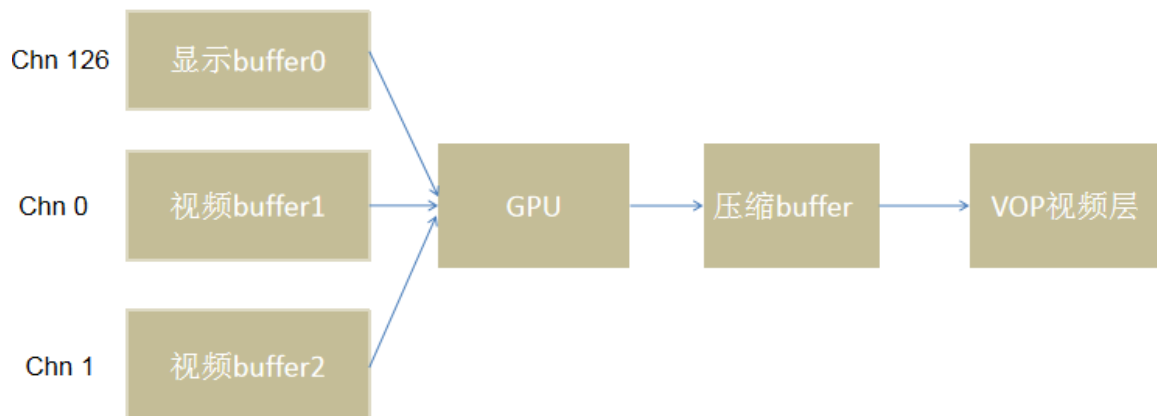 Chn 126
显示buffer0
Chn 0
视频buffer1
GPU
压缩buffer
VOP视频层
Chn 1
视频buffer2